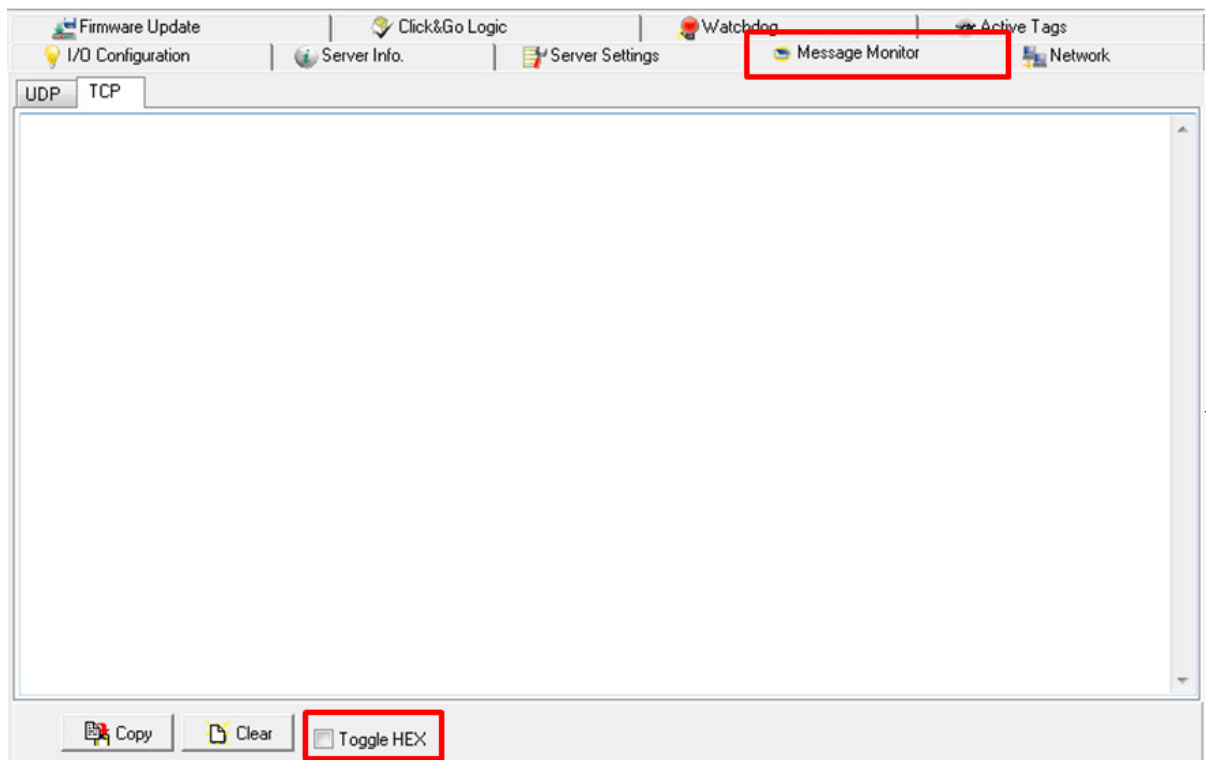 Firmware Update Click&Go Logic Watchdog Active Tags
I/O Configuration Server Info. Server Settings Message Monitor Network
UDP TCP
Copy Clear Toggle HEX